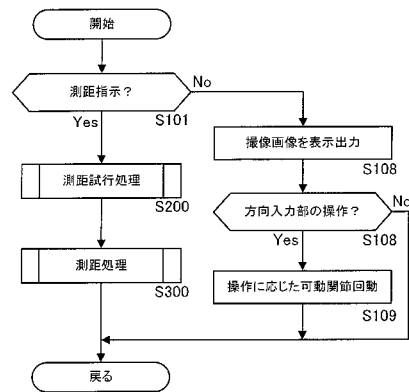 開始
測距指示？
No
Yes
S101
撮像画像を表示出力
S108
測距試行処理
S200
方向入力部の操作？
No
Yes
S108
測距処理
S300
操作に応じた可動関節回動
S109
戻る